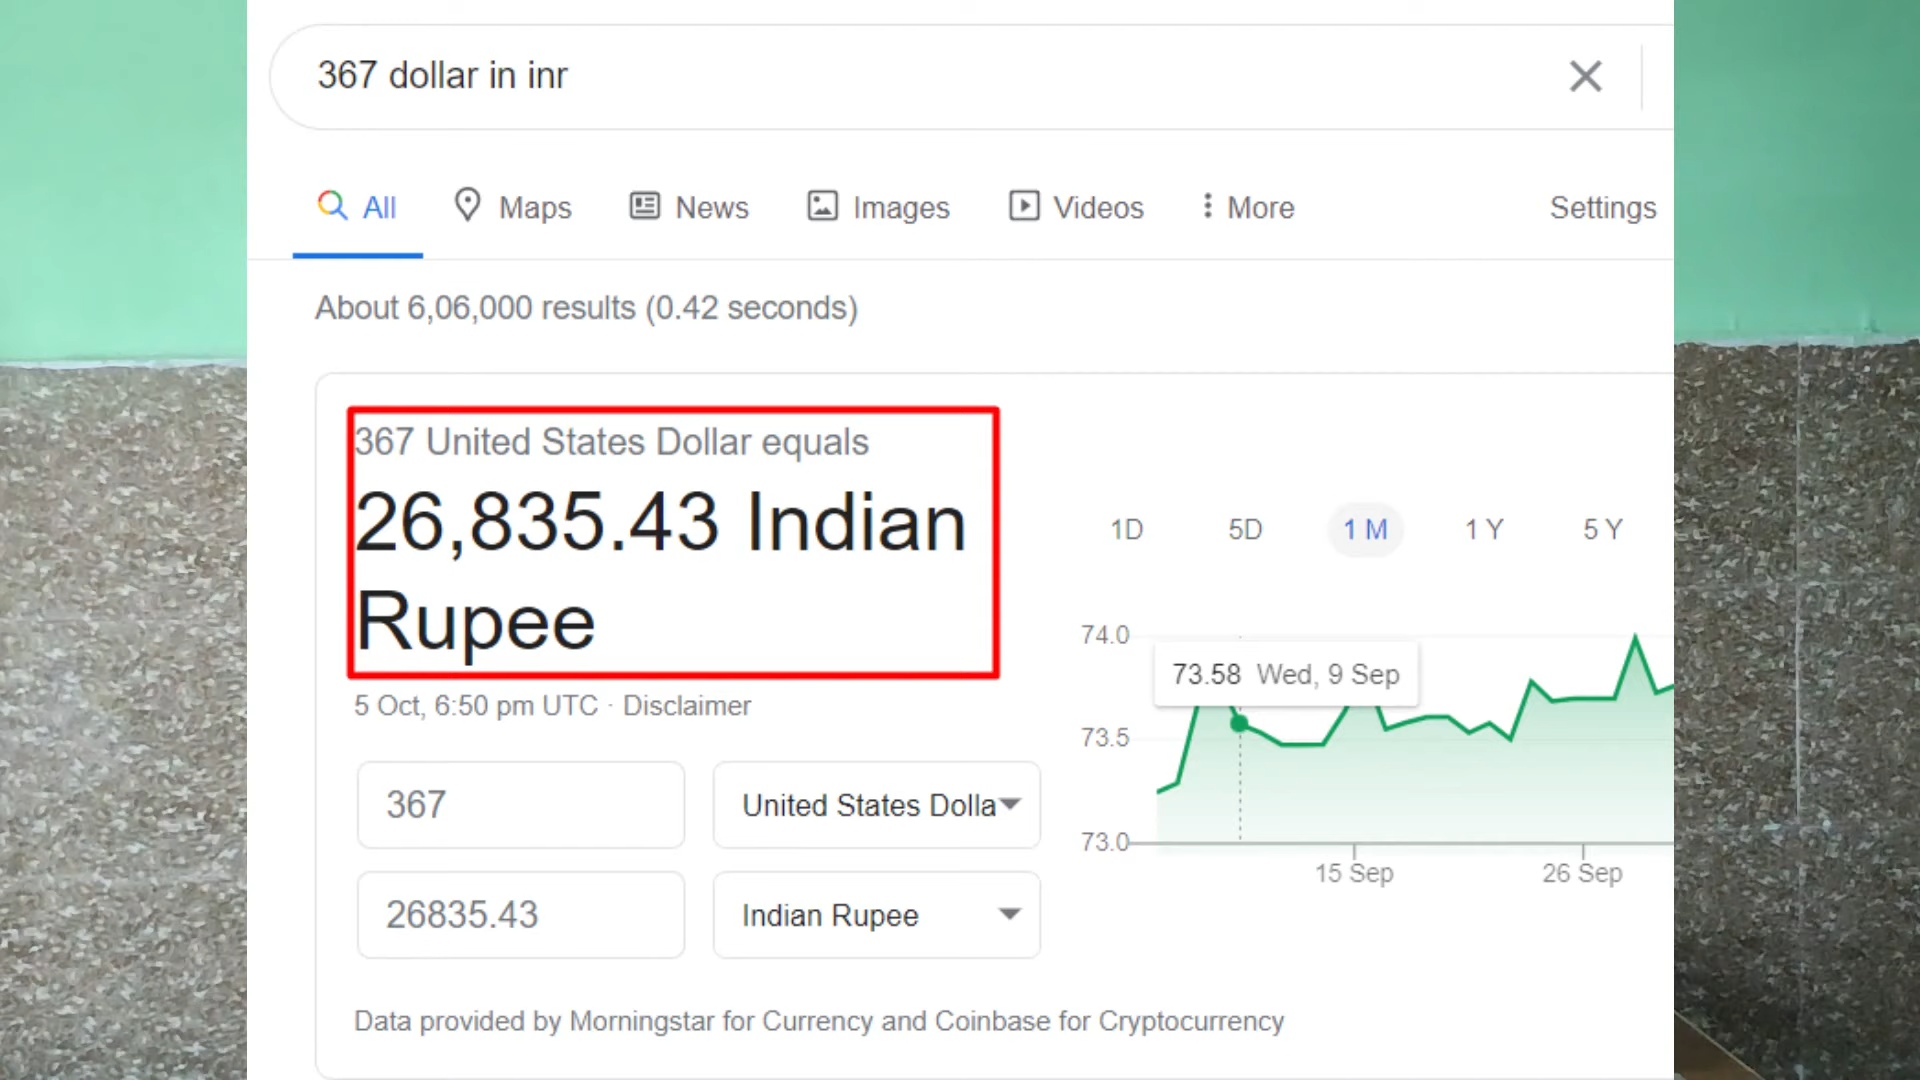 367 dollar in inr
All Maps News Images Videos More Settings
About 6,06,000 results (0.42 seconds)
367 United States Dollar equals
26,835.43 Indian
Rupee
5 Oct, 6:50 pm UTC · Disclaimer
367 United States Dolla
26835.43 Indian Rupee
1D 5D 1 M 1 Y 5 Y
74.0
73.58 Wed, 9 Sep
73.5
73.0
15 Sep 26 Sep
Data provided by Morningstar for Currency and Coinbase for Cryptocurrency